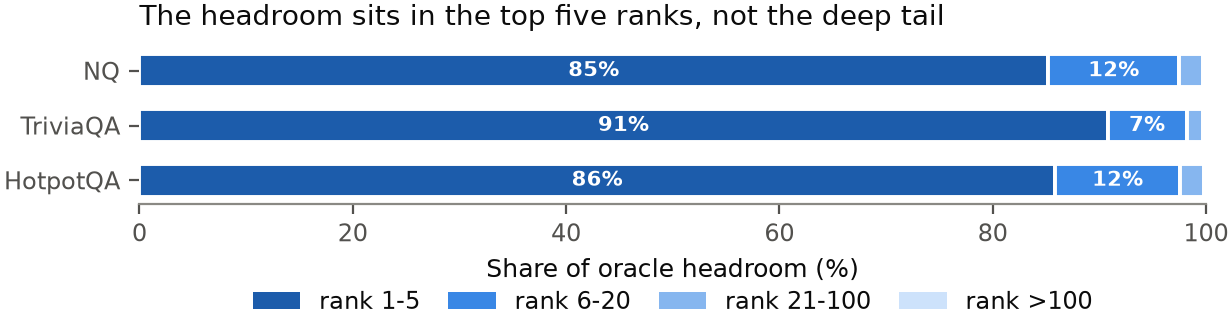 The headroom sits in the top five ranks, not the deep tail
NQ 85% 12%
TriviaQA 91% 7%
HotpotQA 86% 12%
0 20 40 60 80 100
Share of oracle headroom (%)
rank 1-5 rank 6-20 rank 21-100 rank >100